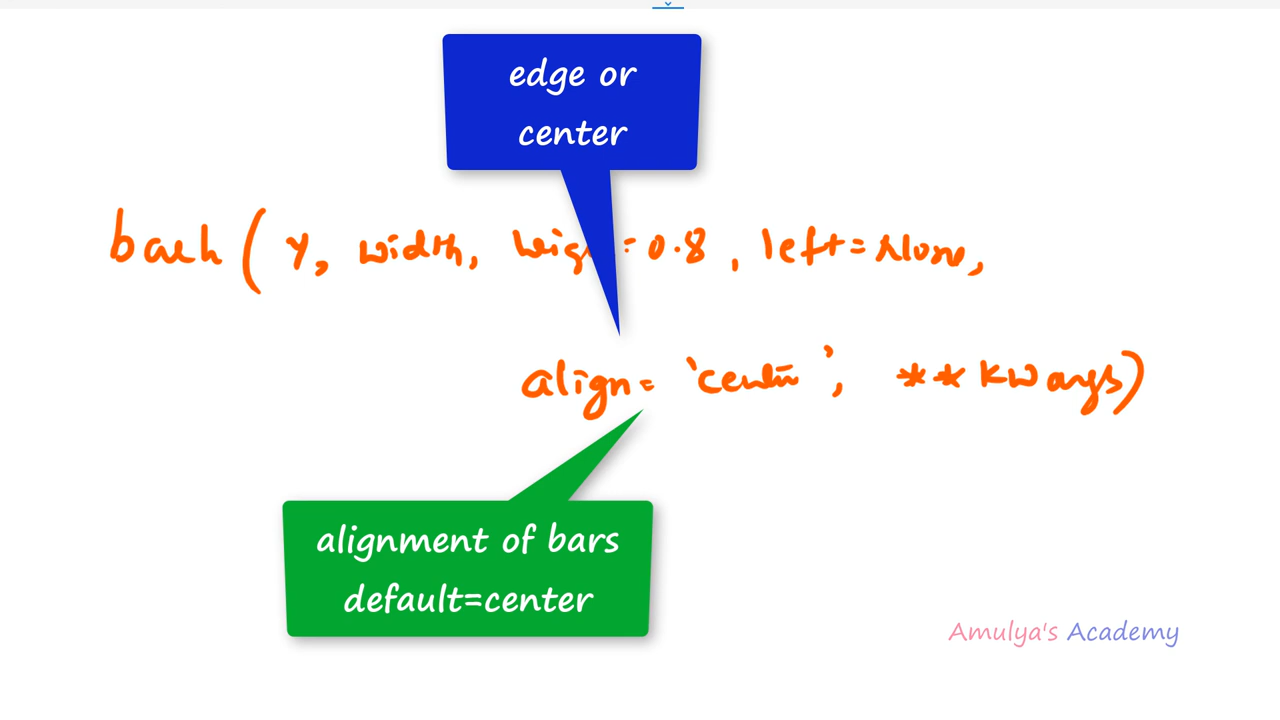 edge or
center
barh ( y, width, heig = 0.8 , left = None,
align = 'center', ** kwargs)
alignment of bars
default=center
Amulya's Academy